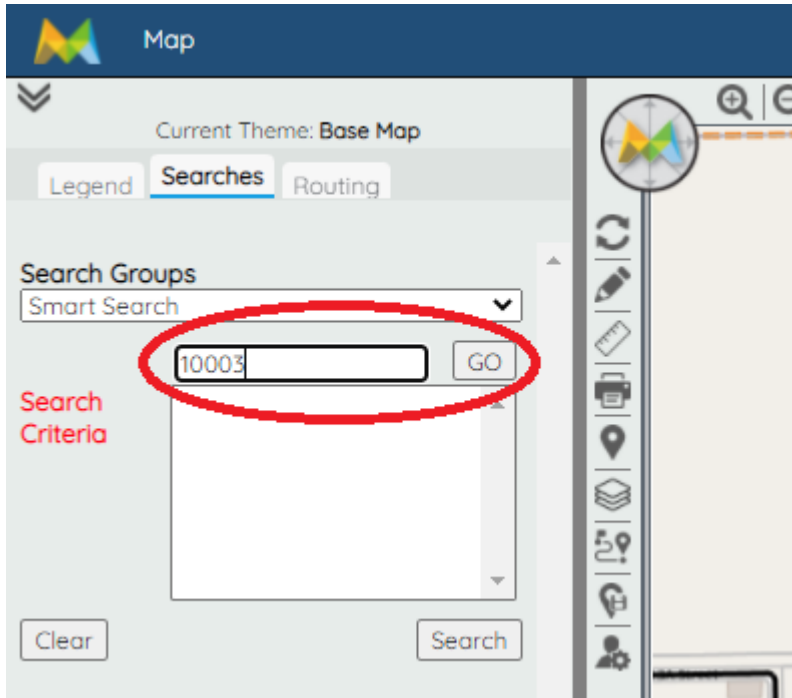 Map
Current Theme: Base Map
Legend Searches Routing
Search Groups
Smart Search
10003 GO
Search
Criteria
Clear Search